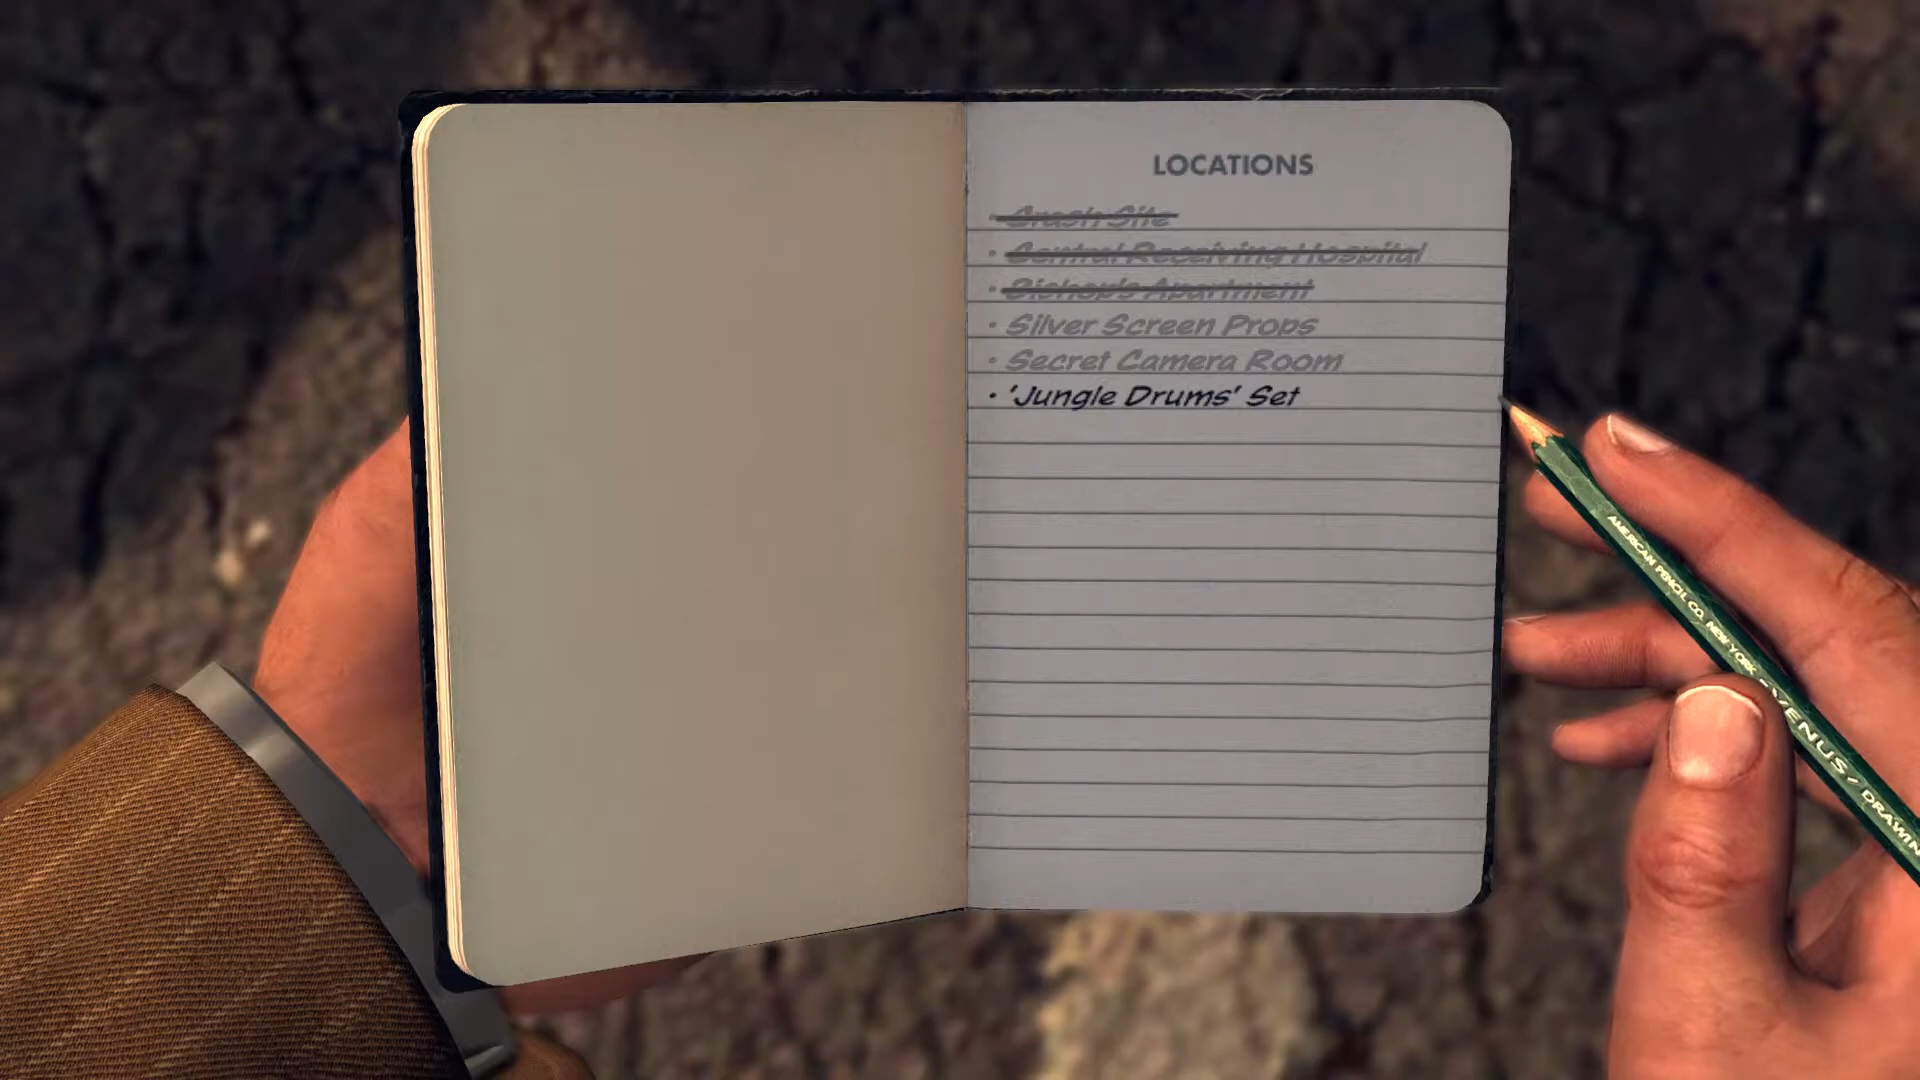 LOCATIONS
• Crash Site
• Central Receiving Hospital
• Bishop's Apartment
• Silver Screen Props
• Secret Camera Room
• 'Jungle Drums' Set
AMERICAN PENCIL CO. NEW YORK VENUS/DRAWIN